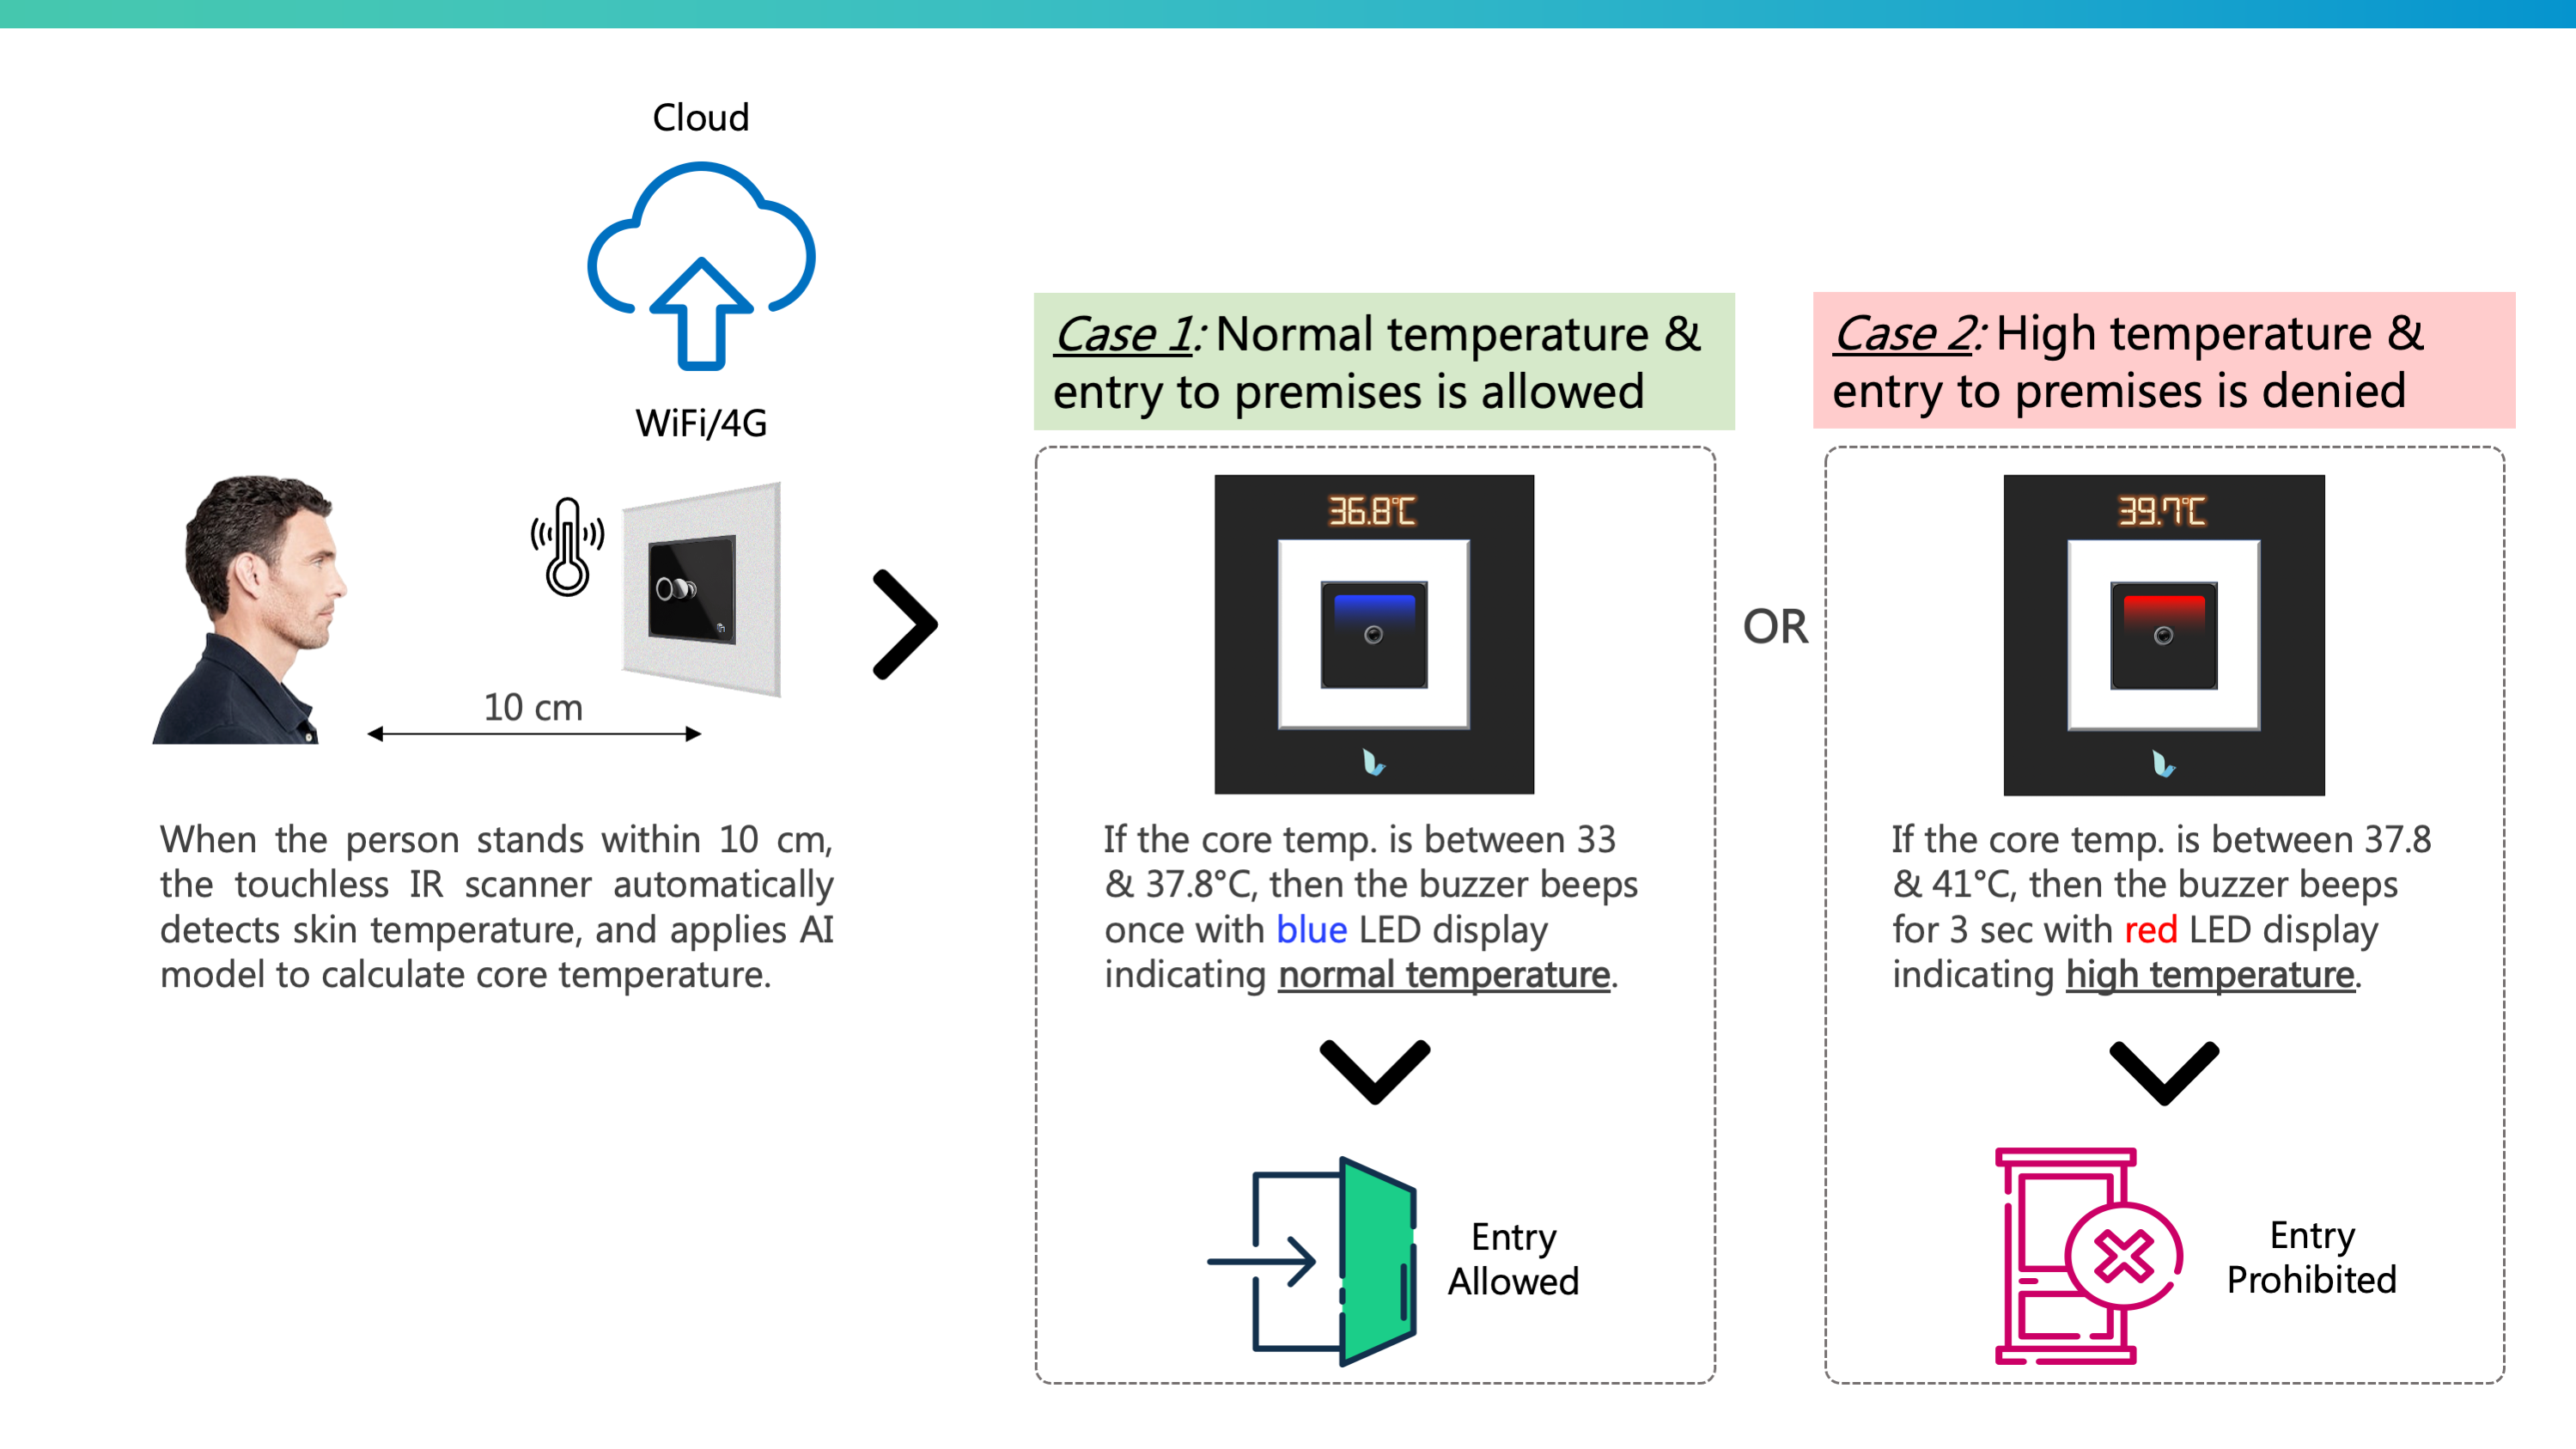 Cloud
WiFi/4G
10 cm
When the person stands within 10 cm,
the touchless IR scanner automatically
detects skin temperature, and applies AI
model to calculate core temperature.
Case 1: Normal temperature &
entry to premises is allowed
36.8°C
If the core temp. is between 33
& 37.8°C, then the buzzer beeps
once with blue LED display
indicating normal temperature.
Entry
Allowed
OR
Case 2: High temperature &
entry to premises is denied
39.7°C
If the core temp. is between 37.8
& 41°C, then the buzzer beeps
for 3 sec with red LED display
indicating high temperature.
Entry
Prohibited